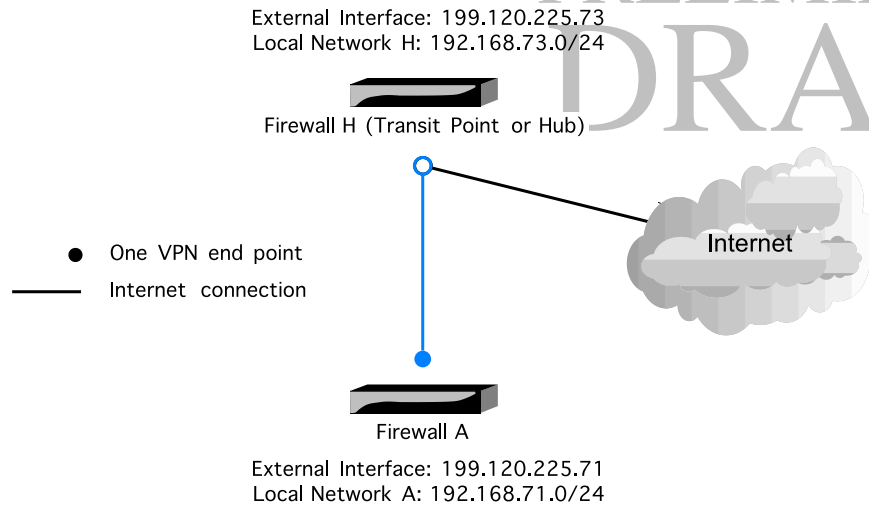 External Interface: 199.120.225.73
Local Network H: 192.168.73.0/24
DRA
Firewall H (Transit Point or Hub)
Internet
One VPN end point
Internet connection
Firewall A
External Interface: 199.120.225.71
Local Network A: 192.168.71.0/24